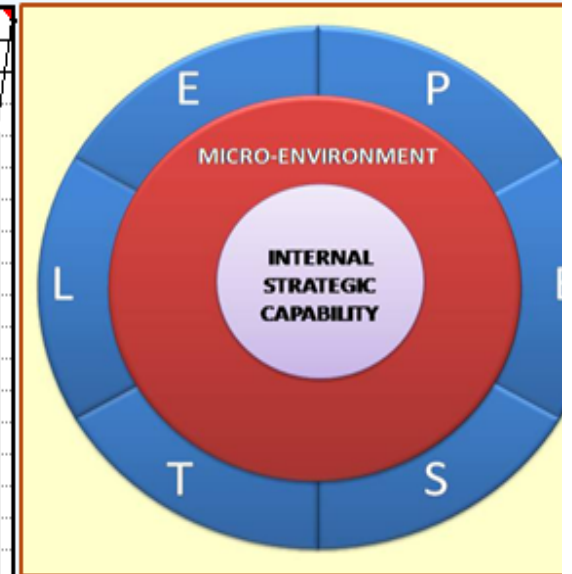 E
P
MICRO-ENVIRONMENT
INTERNAL
STRATEGIC
CAPABILITY
L
T
S